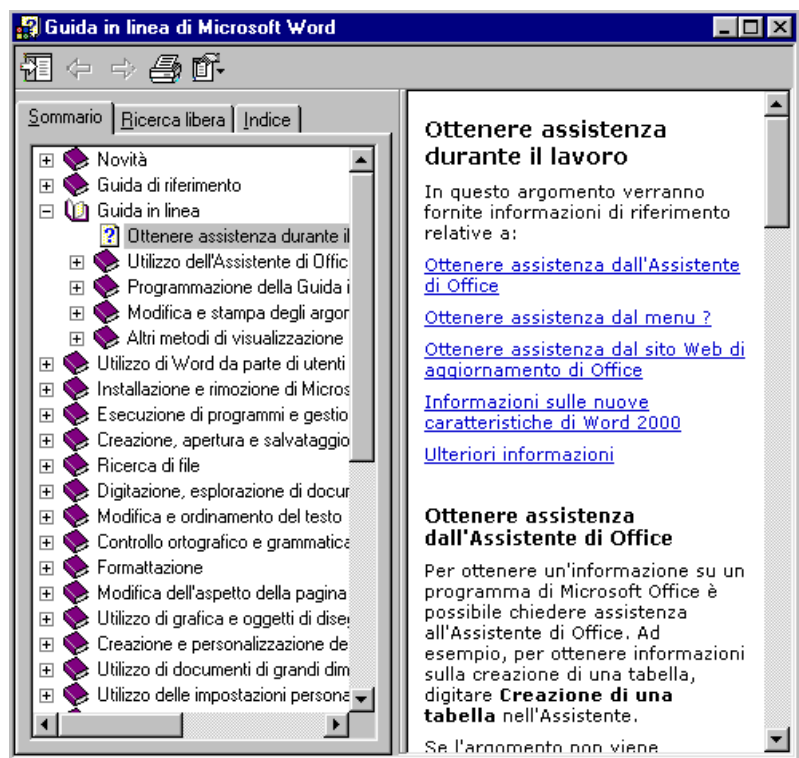 Guida in linea di Microsoft Word
Sommario Ricerca libera Indice
Novità
Guida di riferimento
Guida in linea
Ottenere assistenza durante il
Utilizzo dell'Assistente di Offic
Programmazione della Guida i
Modifica e stampa degli argor
Altri metodi di visualizzazione
Utilizzo di Word da parte di utenti
Installazione e rimozione di Micros
Esecuzione di programmi e gestio
Creazione, apertura e salvataggio
Ricerca di file
Digitazione, esplorazione di docur
Modifica e ordinamento del testo
Controllo ortografico e grammatica
Formattazione
Modifica dell'aspetto della pagina
Utilizzo di grafica e oggetti di dise
Creazione e personalizzazione de
Utilizzo di documenti di grandi dim
Utilizzo delle impostazioni persona
Ottenere assistenza
durante il lavoro
In questo argomento verranno
fornite informazioni di riferimento
relative a:
Ottenere assistenza dall'Assistente
di Office
Ottenere assistenza dal menu ?
Ottenere assistenza dal sito Web di
aggiornamento di Office
Informazioni sulle nuove
caratteristiche di Word 2000
Ulteriori informazioni
Ottenere assistenza
dall'Assistente di Office
Per ottenere un'informazione su un
programma di Microsoft Office è
possibile chiedere assistenza
all'Assistente di Office. Ad
esempio, per ottenere informazioni
sulla creazione di una tabella,
digitare Creazione di una
tabella nell'Assistente.
Se l'argomento non viene